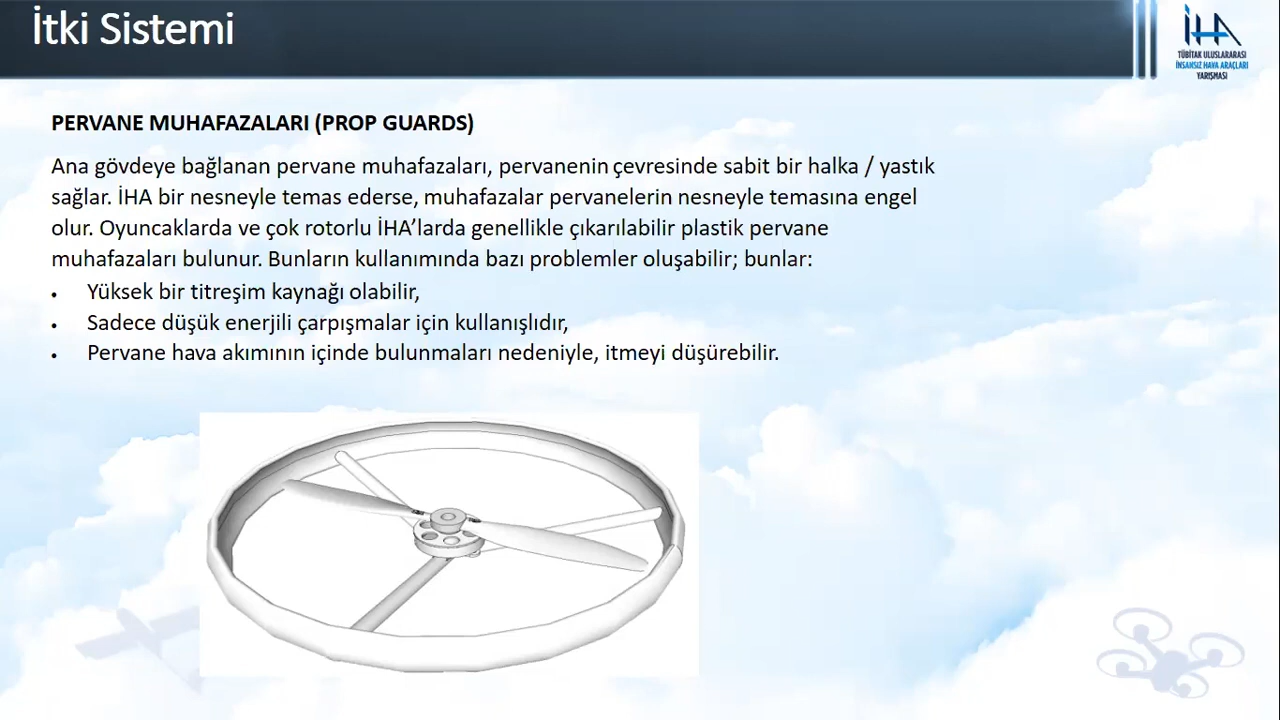 İtki Sistemi
İHA
TÜBİTAK ULUSLARARASI
İNSANSIZ HAVA ARAÇLARI
YARIŞMASI
PERVANE MUHAFAZALARI (PROP GUARDS)
Ana gövdeye bağlanan pervane muhafazaları, pervanenin çevresinde sabit bir halka / yastık
sağlar. İHA bir nesneyle temas ederse, muhafazalar pervanelerin nesneyle temasına engel
olur. Oyuncaklarda ve çok rotorlu İHA’larda genellikle çıkarılabilir plastik pervane
muhafazaları bulunur. Bunların kullanımında bazı problemler oluşabilir; bunlar:
• Yüksek bir titreşim kaynağı olabilir,
• Sadece düşük enerjili çarpışmalar için kullanışlıdır,
• Pervane hava akımının içinde bulunmaları nedeniyle, itmeyi düşürebilir.